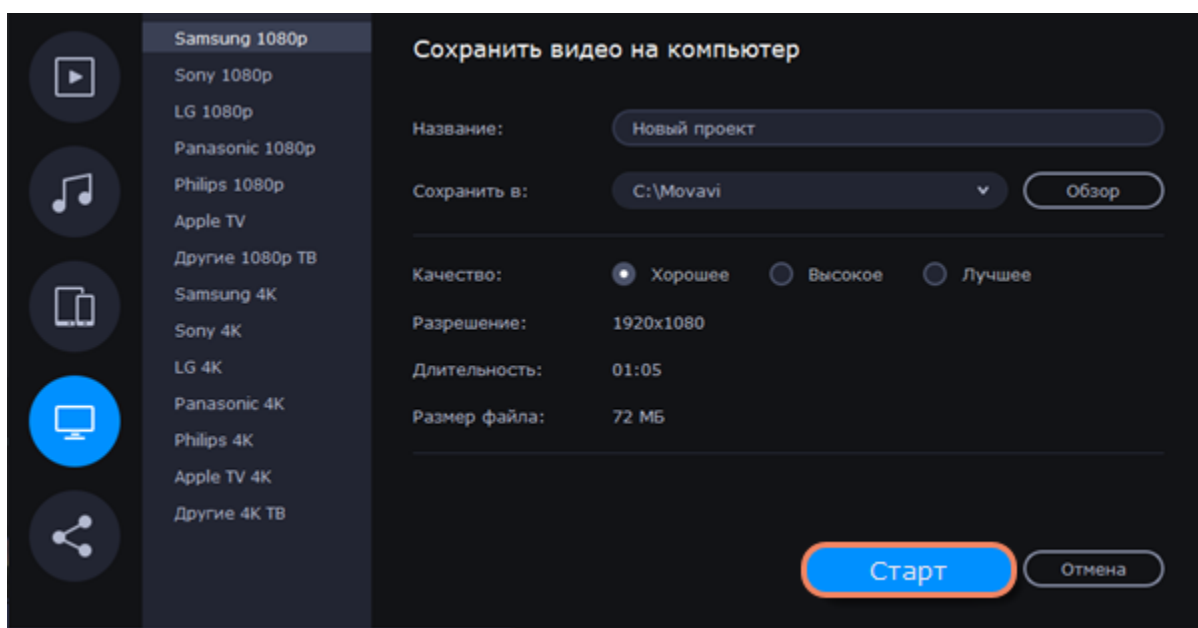 Samsung 1080p
Sony 1080p
LG 1080p
Panasonic 1080p
Philips 1080p
Apple TV
Другие 1080p ТВ
Samsung 4K
Sony 4K
LG 4K
Panasonic 4K
Philips 4K
Apple TV 4K
Другие 4K ТВ
Сохранить видео на компьютер
Название: Новый проект
Сохранить в: C:\Movavi Обзор
Качество: Хорошее Высокое Лучшее
Разрешение: 1920x1080
Длительность: 01:05
Размер файла: 72 МБ
Старт Отмена